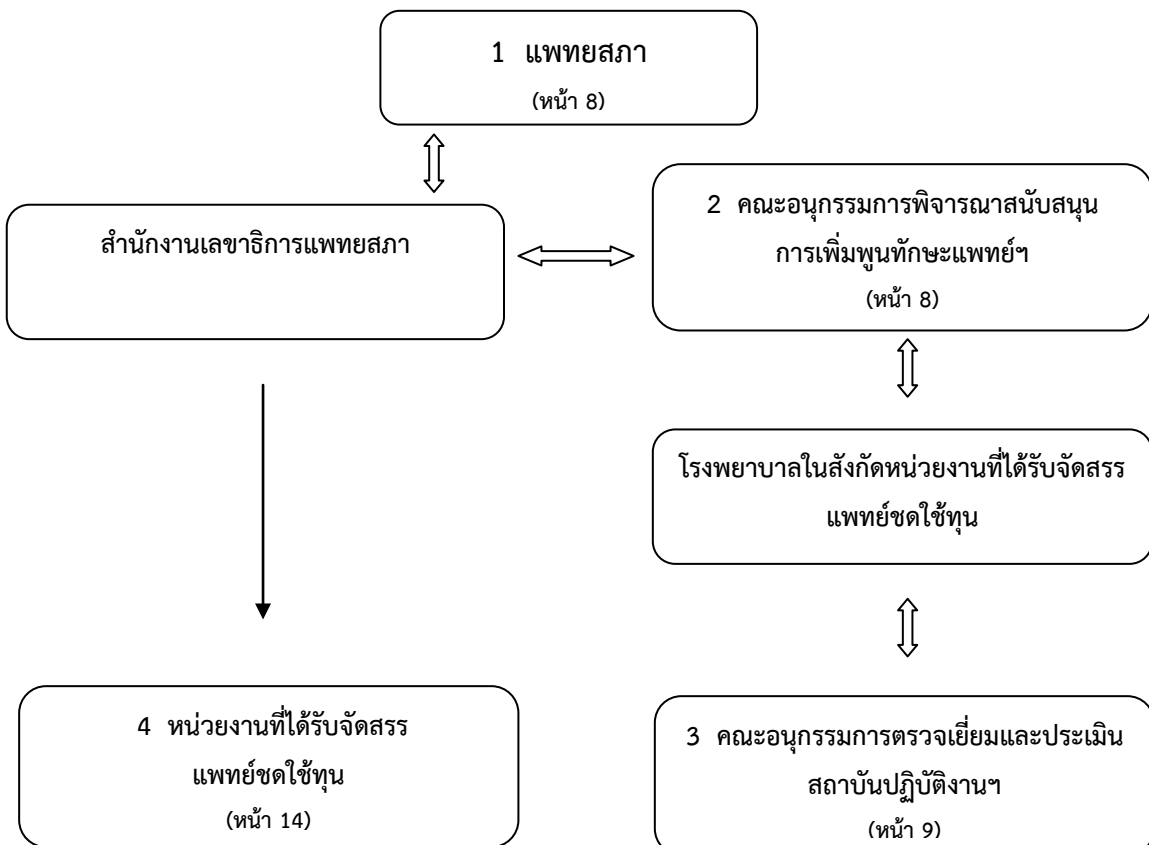 1 แพทยสภา
(หน้า 8)
สำนักงานเลขาธิการแพทยสภา
2 คณะอนุกรรมการพิจารณาสนับสนุน
การเพิ่มพูนทักษะแพทย์ฯ
(หน้า 8)
โรงพยาบาลในสังกัดหน่วยงานที่ได้รับจัดสรร
แพทย์ชดใช้ทุน
4 หน่วยงานที่ได้รับจัดสรร
แพทย์ชดใช้ทุน
(หน้า 14)
3 คณะอนุกรรมการตรวจเยี่ยมและประเมิน
สถาบันปฏิบัติงานฯ
(หน้า 9)